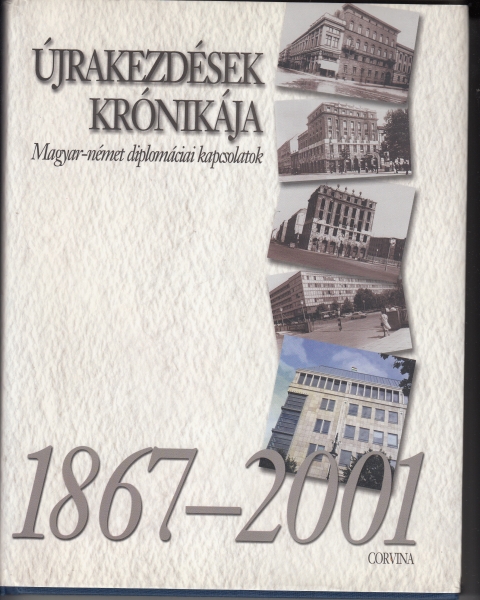 ÚJRAKEZDÉSEK
KRÓNIKÁJA
Magyar-német diplomáciai kapcsolatok
1867–2001
CORVINA